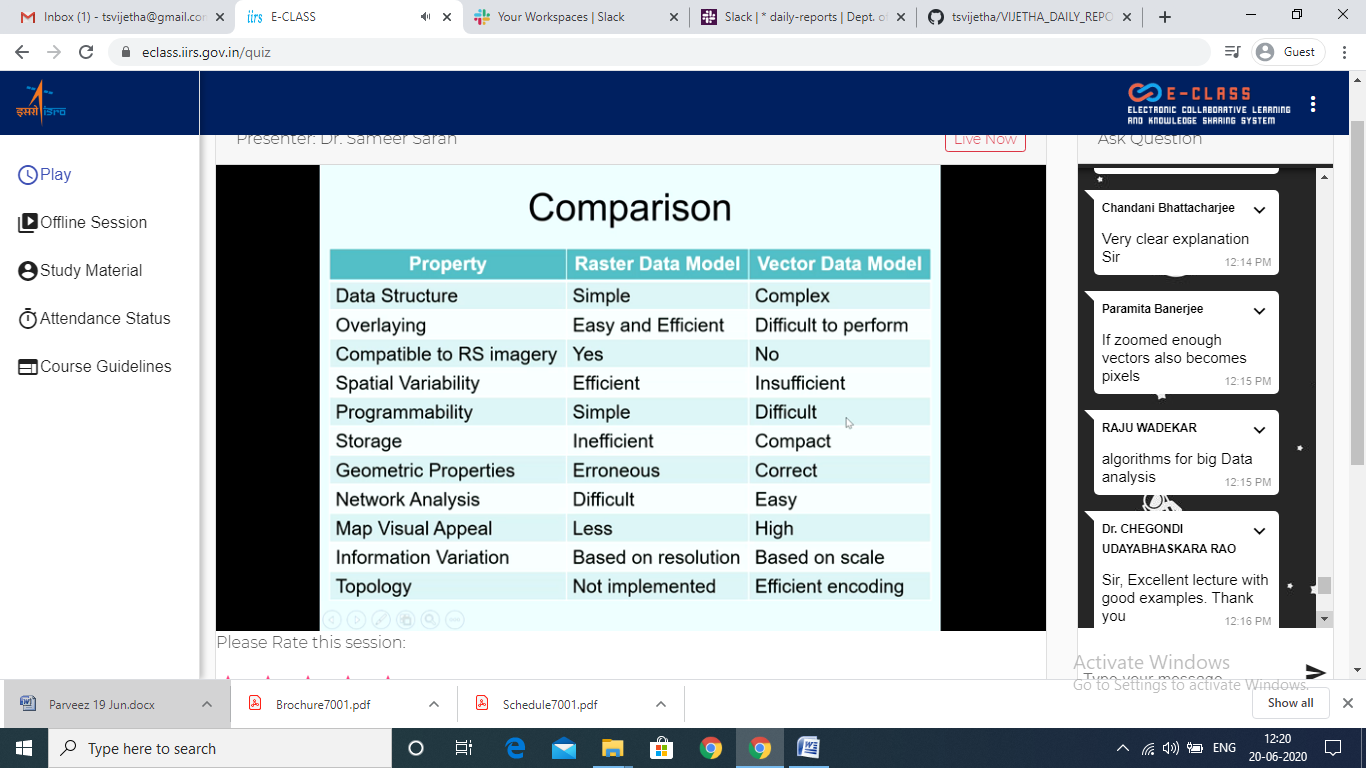 Inbox (1) - tsvijetha@gmail.com
iirs E-CLASS
Your Workspaces | Slack
Slack | * daily-reports | Dept. of
tsvijetha/VIJETHA_DAILY_REPO
eclass.iirs.gov.in/quiz
Guest
इसरो isro
E-CLASS
ELECTRONIC COLLABORATIVE LEARNING
AND KNOWLEDGE SHARING SYSTEM
Presenter: Dr. Sameer Saran
Live Now
Ask Question
Play
Offline Session
Study Material
Attendance Status
Course Guidelines
Comparison
Property Raster Data Model Vector Data Model
Data Structure Simple Complex
Overlaying Easy and Efficient Difficult to perform
Compatible to RS imagery Yes No
Spatial Variability Efficient Insufficient
Programmability Simple Difficult
Storage Inefficient Compact
Geometric Properties Erroneous Correct
Network Analysis Difficult Easy
Map Visual Appeal Less High
Information Variation Based on resolution Based on scale
Topology Not implemented Efficient encoding
Please Rate this session:
Chandani Bhattacharjee
Very clear explanation
Sir
12:14 PM
Paramita Banerjee
If zoomed enough
vectors also becomes
pixels
12:15 PM
RAJU WADEKAR
algorithms for big Data
analysis
12:15 PM
Dr. CHEGONDI
UDAYABHASKARA RAO
Sir, Excellent lecture with
good examples. Thank
you
12:16 PM
Type your message
Activate Windows
Go to Settings to activate Windows.
Parveez 19 Jun.docx
Brochure7001.pdf
Schedule7001.pdf
Show all
Type here to search
ENG
12:20
20-06-2020